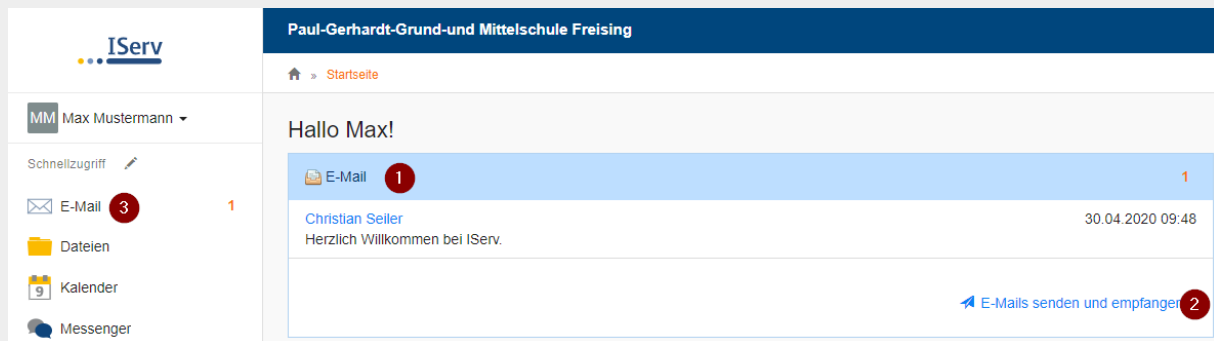 IServ
Paul-Gerhardt-Grund-und Mittelschule Freising
» Startseite
MM Max Mustermann
Hallo Max!
Schnellzugriff
E-Mail 1 1
E-Mail 3 1
Christian Seiler 30.04.2020 09:48
Herzlich Willkommen bei IServ.
Dateien
9 Kalender
E-Mails senden und empfangen 2
Messenger